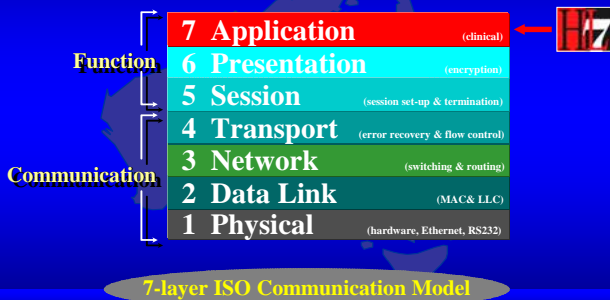 7 Application (clinical)
HL7
Function
6 Presentation (encryption)
5 Session (session set-up & termination)
4 Transport (error recovery & flow control)
3 Network (switching & routing)
Communication
2 Data Link (MAC& LLC)
1 Physical (hardware, Ethernet, RS232)
7-layer ISO Communication Model